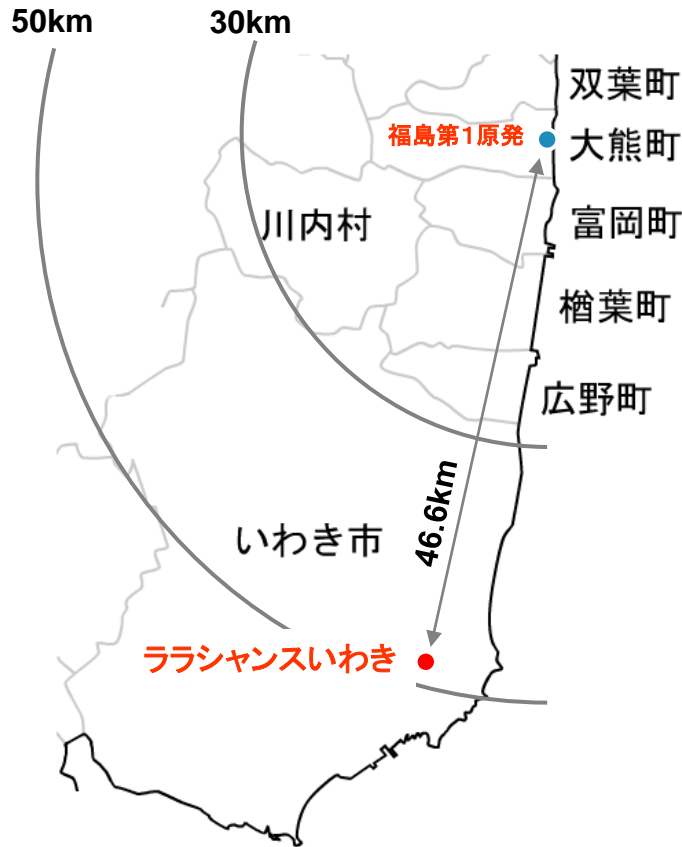 50km
30km
双葉町
福島第1原発
大熊町
川内村
富岡町
楢葉町
広野町
46.6km
いわき市
ララシャンスいわき